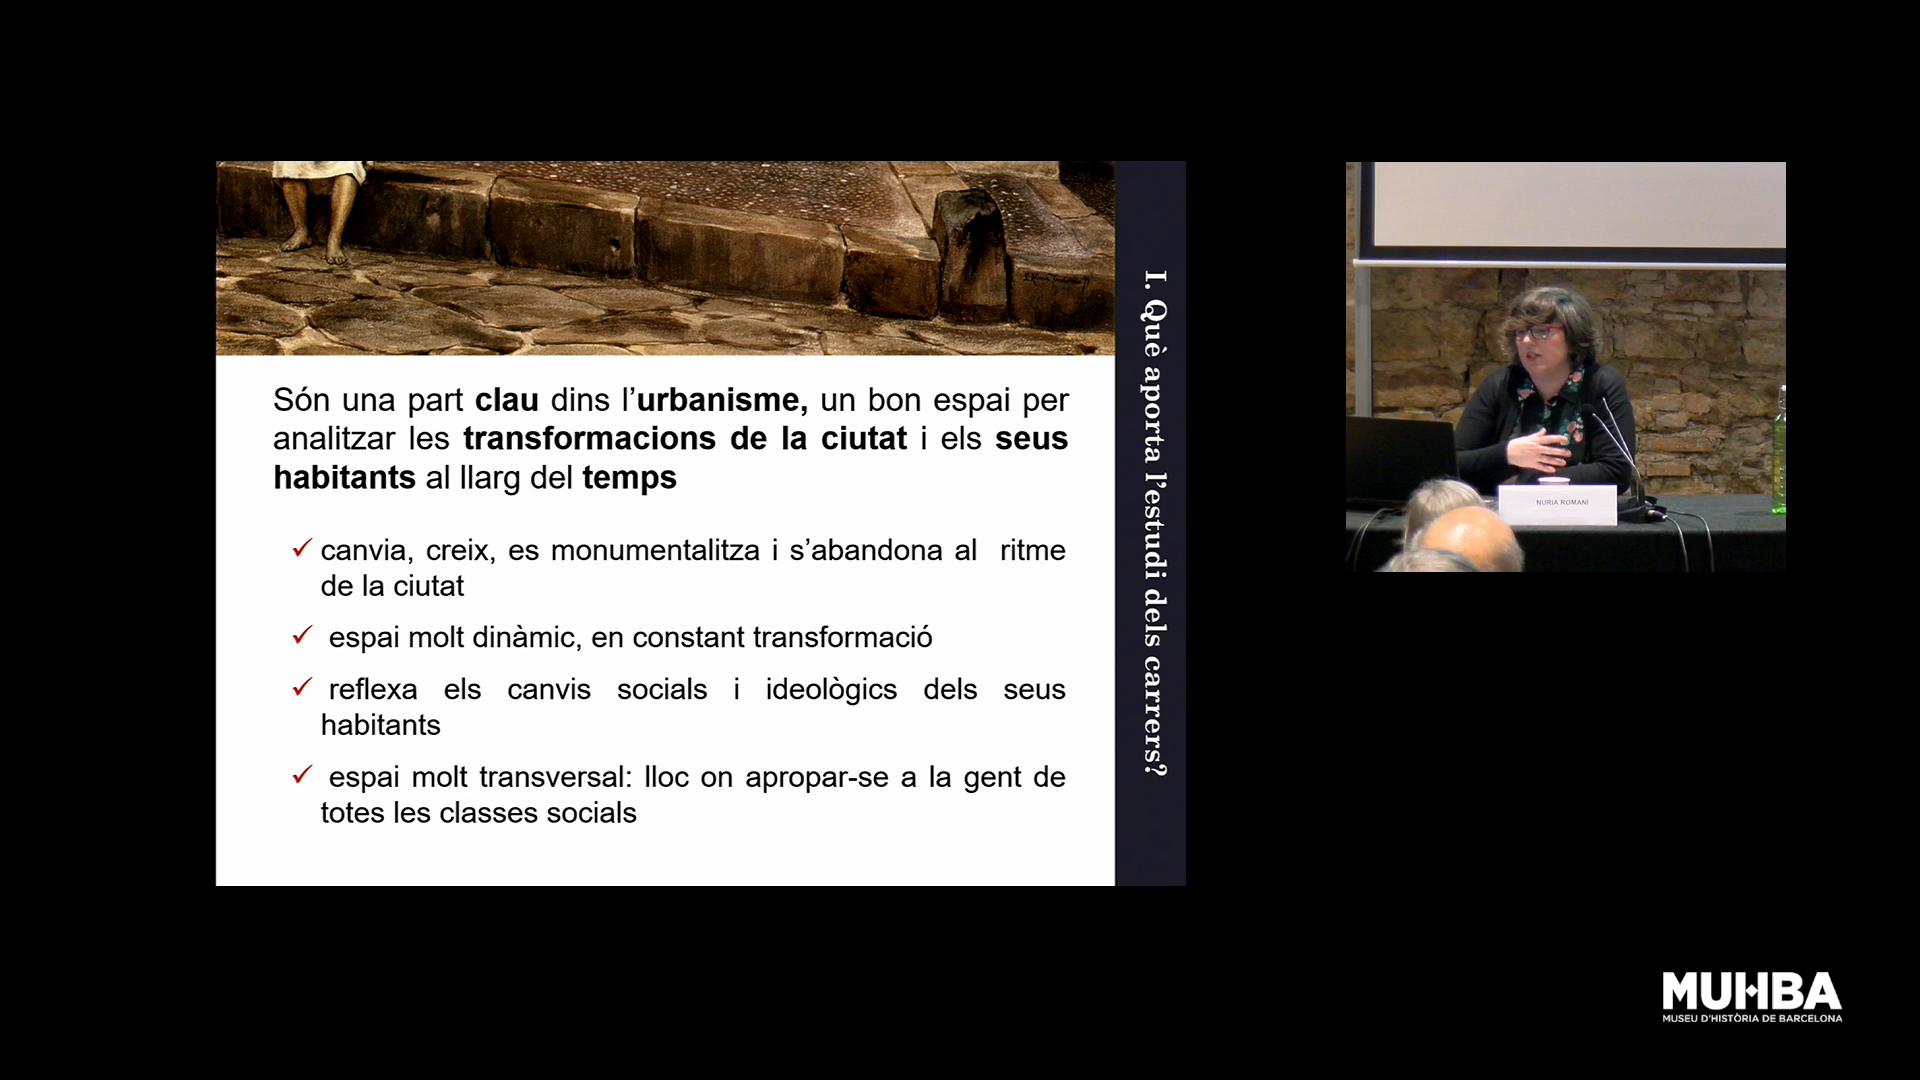 Són una part clau dins l’urbanisme, un bon espai per
analitzar les transformacions de la ciutat i els seus
habitants al llarg del temps
✓ canvia, creix, es monumentalitza i s’abandona al ritme
de la ciutat
✓ espai molt dinàmic, en constant transformació
✓ reflexa els canvis socials i ideològics dels seus
habitants
✓ espai molt transversal: lloc on apropar-se a la gent de
totes les classes socials
I. Què aporta l’estudi dels carrers?
NURIA ROMANÍ
MUHBA
MUSEU D'HISTÒRIA DE BARCELONA